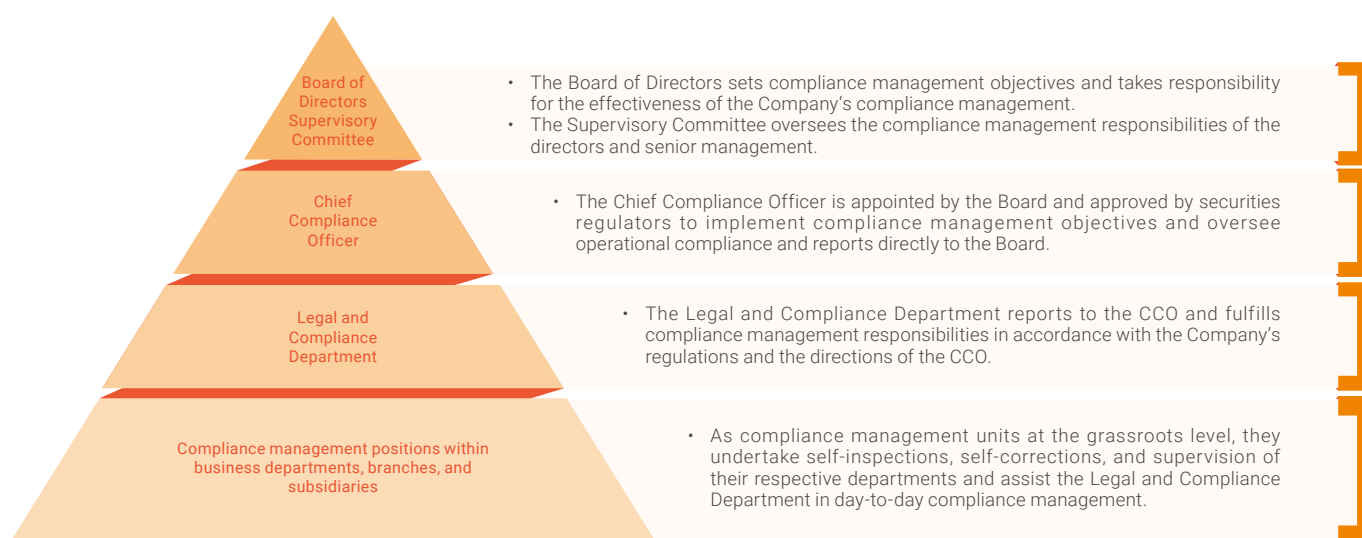 Board of
Directors
Supervisory
Committee
• The Board of Directors sets compliance management objectives and takes responsibility
for the effectiveness of the Company's compliance management.
• The Supervisory Committee oversees the compliance management responsibilities of the
directors and senior management.
Chief
Compliance
Officer
• The Chief Compliance Officer is appointed by the Board and approved by securities
regulators to implement compliance management objectives and oversee
operational compliance and reports directly to the Board.
Legal and
Compliance
Department
• The Legal and Compliance Department reports to the CCO and fulfills
compliance management responsibilities in accordance with the Company's
regulations and the directions of the CCO.
Compliance management positions within
business departments, branches, and
subsidiaries
• As compliance management units at the grassroots level, they
undertake self-inspections, self-corrections, and supervision of
their respective departments and assist the Legal and Compliance
Department in day-to-day compliance management.